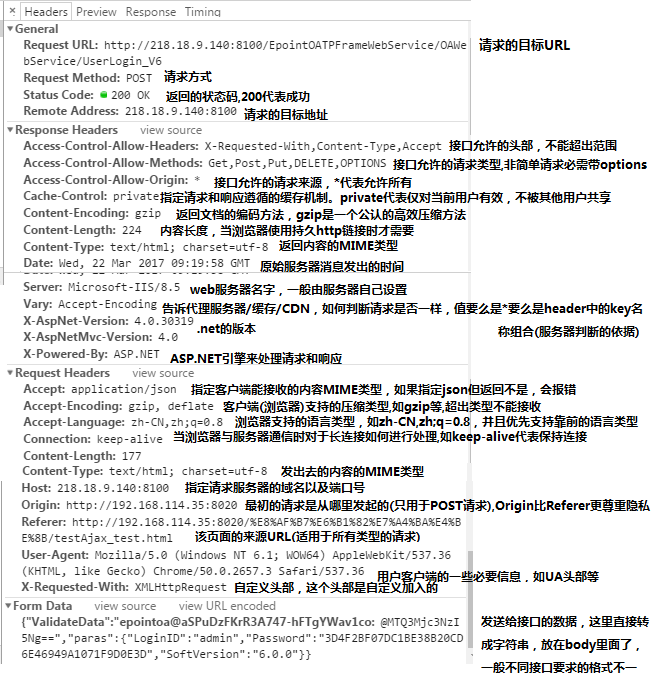 × Headers Preview Response Timing
▼General
Request URL: http://218.18.9.140:8100/EpointOATPFrameWebService/OAWe 请求的目标URL
bService/UserLogin_V6
Request Method: POST 请求方式
Status Code: 200 OK 返回的状态码,200代表成功
Remote Address: 218.18.9.140:8100 请求的目标地址
▼Response Headers view source
Access-Control-Allow-Headers: X-Requested-With,Content-Type,Accept 接口允许的头部，不能超出范围
Access-Control-Allow-Methods: Get,Post,Put,DELETE,OPTIONS 接口允许的请求类型,非简单请求必需带options
Access-Control-Allow-Origin: * 接口允许的请求来源，*代表允许所有
Cache-Control: private 指定请求和响应遵循的缓存机制。private代表仅对当前用户有效，不被其他用户共享
Content-Encoding: gzip 返回文档的编码方法，gzip是一个公认的高效压缩方法
Content-Length: 224 内容长度，当浏览器使用持久http链接时才需要
Content-Type: text/html; charset=utf-8 返回内容的MIME类型
Date: Wed, 22 Mar 2017 09:19:58 GMT 原始服务器消息发出的时间
Server: Microsoft-IIS/8.5 web服务器名字，一般由服务器自己设置
Vary: Accept-Encoding 告诉代理服务器/缓存/CDN，如何判断请求是否一样，值要么是*要么是header中的key名
称组合(服务器判断的依据)
X-AspNet-Version: 4.0.30319 .net的版本
X-AspNetMvc-Version: 4.0
X-Powered-By: ASP.NET ASP.NET引擎来处理请求和响应
▼Request Headers view source
Accept: application/json 指定客户端能接收的内容MIME类型，如果指定json但返回不是，会报错
Accept-Encoding: gzip, deflate 客户端(浏览器)支持的压缩类型,如gzip等,超出类型不能接收
Accept-Language: zh-CN,zh;q=0.8 浏览器支持的语言类型，如zh-CN,zh;q=0.8，并且优先支持靠前的语言类型
Connection: keep-alive 当浏览器与服务器通信时对于长连接如何进行处理,如keep-alive代表保持连接
Content-Length: 177
Content-Type: text/html; charset=utf-8 发出去的内容的MIME类型
Host: 218.18.9.140:8100 指定请求服务器的域名以及端口号
Origin: http://192.168.114.35:8020 最初的请求是从哪里发起的(只用于POST请求),Origin比Referer更尊重隐私
Referer: http://192.168.114.35:8020/%E8%AF%B7%E6%B1%82%E7%A4%BA%E4%B
E%8B/testAjax_test.html 该页面的来源URL(适用于所有类型的请求)
User-Agent: Mozilla/5.0 (Windows NT 6.1; WOW64) AppleWebKit/537.36
(KHTML, like Gecko) Chrome/50.0.2657.3 Safari/537.36 用户客户端的一些必要信息，如UA头部等
X-Requested-With: XMLHttpRequest 自定义头部，这个头部是自定义加入的
▼Form Data view source view URL encoded
{"ValidateData":"epointoa@aSPuDzFKrR3A747-hFTgYWav1co: @MTQ3Mjc3NzI 发送给接口的数据，这里直接转
5Ng==","paras":{"LoginID":"admin","Password":"3D4F2BF07DC1BE38B20CD 成字符串，放在body里面了，
6E46949A1071F9D0E3D","SoftVersion":"6.0.0"}} 一般不同接口要求的格式不一